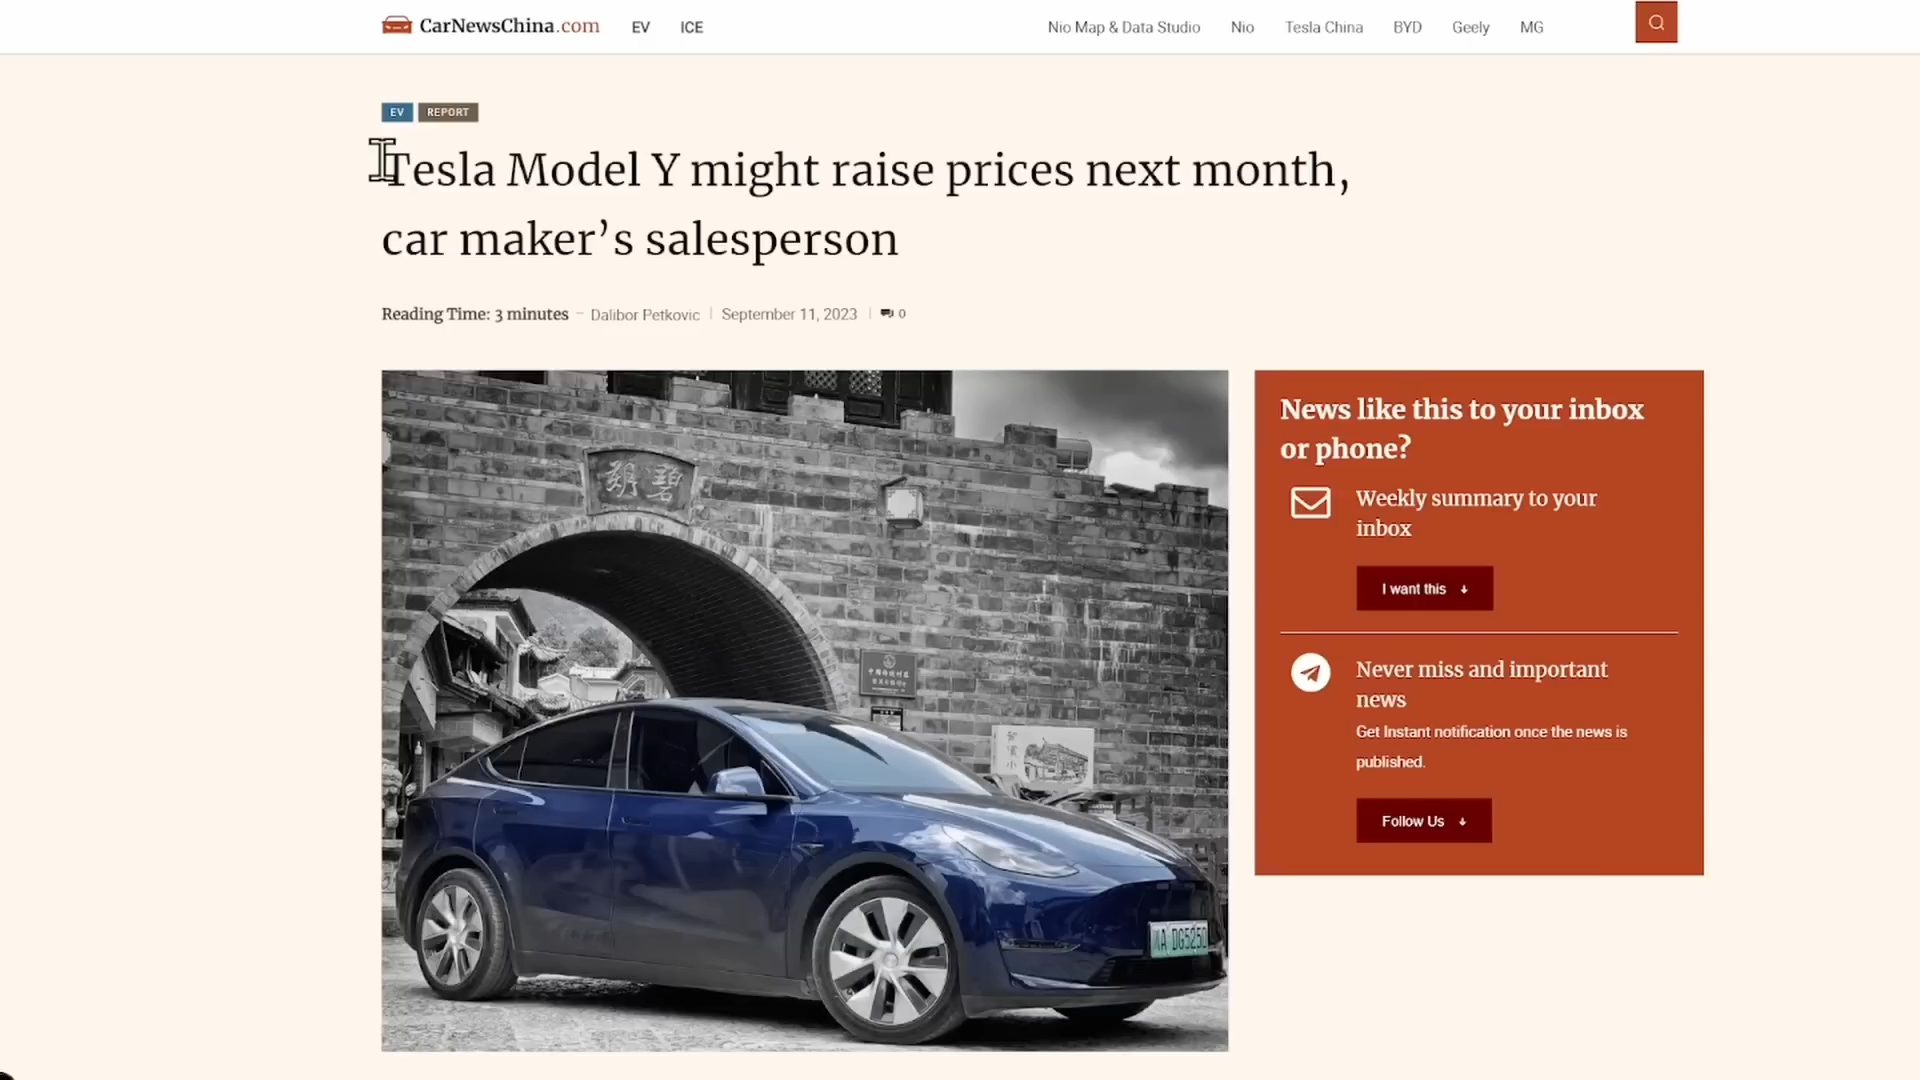 CarNewsChina.com EV ICE Nio Map & Data Studio Nio Tesla China BYD Geely MG
EV REPORT
Tesla Model Y might raise prices next month,
car maker’s salesperson
Reading Time: 3 minutes – Dalibor Petkovic | September 11, 2023 | 0
News like this to your inbox
or phone?
Weekly summary to your
inbox
I want this
Never miss and important
news
Get Instant notification once the news is
published.
Follow Us
A DG5250